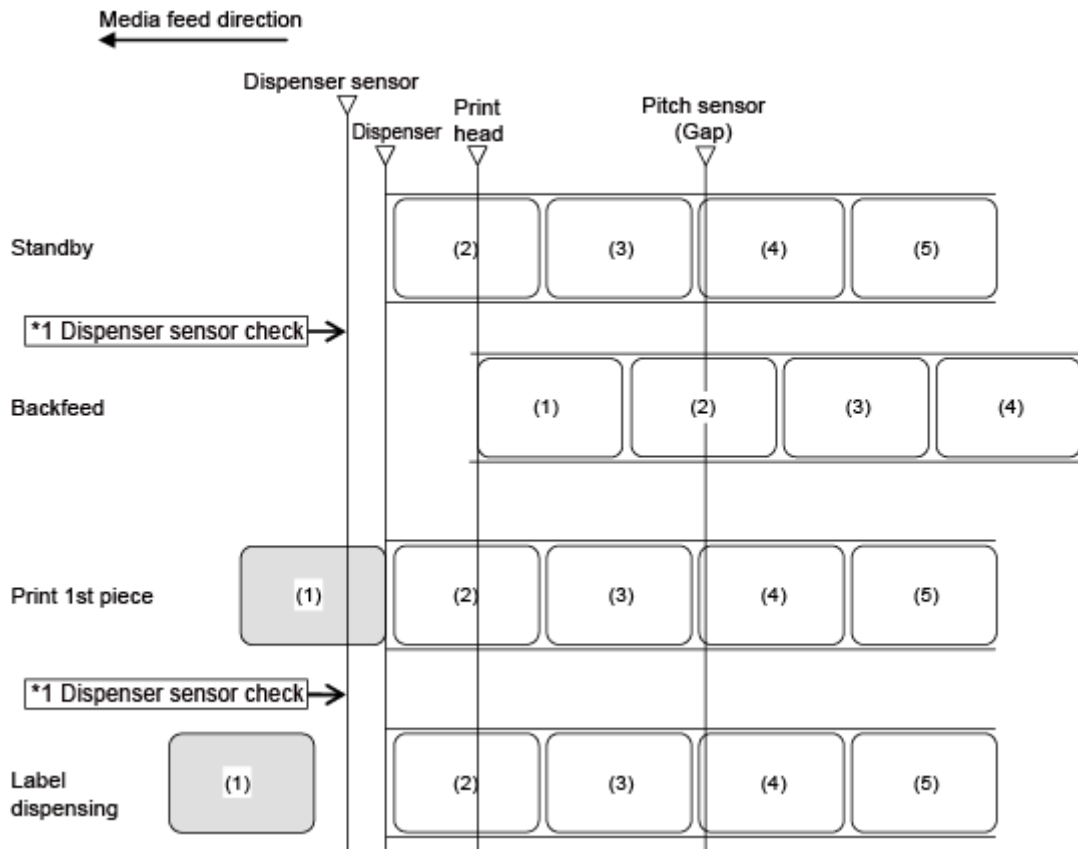 Media feed direction
Dispenser sensor
Dispenser
Print
head
Pitch sensor
(Gap)
Standby
(2)
(3)
(4)
(5)
*1 Dispenser sensor check
Backfeed
(1)
(2)
(3)
(4)
Print 1st piece
(1)
(2)
(3)
(4)
(5)
*1 Dispenser sensor check
Label
dispensing
(1)
(2)
(3)
(4)
(5)